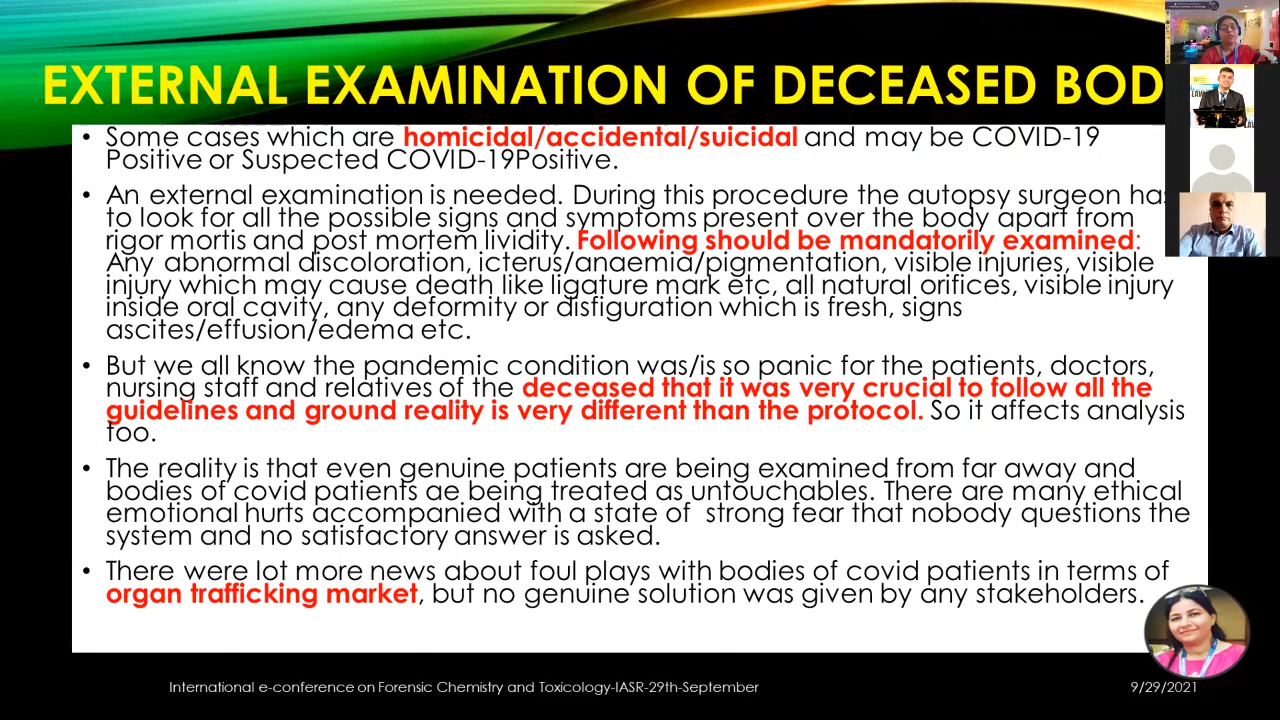 EXTERNAL EXAMINATION OF DECEASED BOD
• Some cases which are homicidal/accidental/suicidal and may be COVID-19
Positive or Suspected COVID-19Positive.
• An external examination is needed. During this procedure the autopsy surgeon has
to look for all the possible signs and symptoms present over the body apart from
rigor mortis and post mortem lividity. Following should be mandatorily examined:
Any abnormal discoloration, icterus/anaemia/pigmentation, visible injuries, visible
injury which may cause death like ligature mark etc, all natural orifices, visible injury
inside oral cavity, any deformity or disfiguration which is fresh, signs
ascites/effusion/edema etc.
• But we all know the pandemic condition was/is so panic for the patients, doctors,
nursing staff and relatives of the deceased that it was very crucial to follow all the
guidelines and ground reality is very different than the protocol. So it affects analysis
too.
• The reality is that even genuine patients are being examined from far away and
bodies of covid patients ae being treated as untouchables. There are many ethical
emotional hurts accompanied with a state of  strong fear that nobody questions the
system and no satisfactory answer is asked.
• There were lot more news about foul plays with bodies of covid patients in terms of
organ trafficking market, but no genuine solution was given by any stakeholders.
International e-conference on Forensic Chemistry and Toxicology-IASR-29th-September
9/29/2021